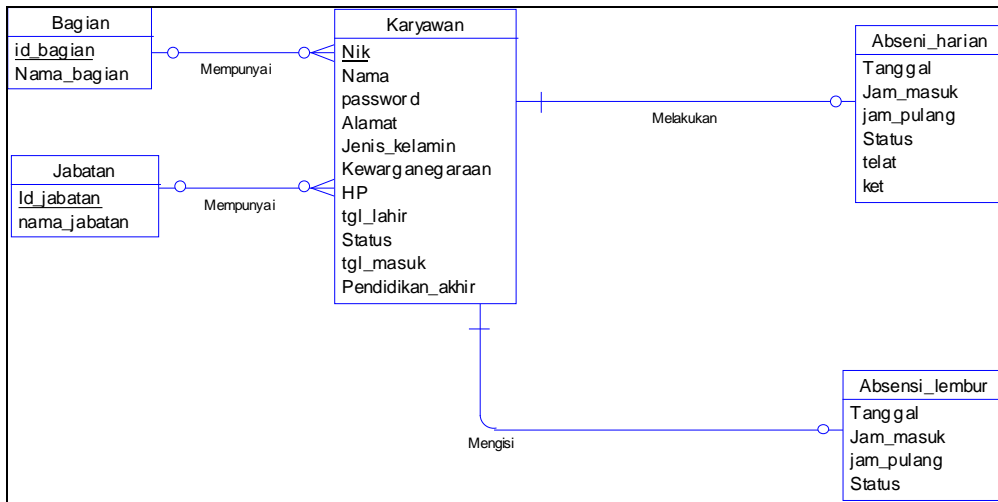 Bagian
id_bagian
Nama_bagian
Mempunyai
Jabatan
Id_jabatan
nama_jabatan
Mempunyai
Karyawan
Nik
Nama
password
Alamat
Jenis_kelamin
Kewarganegaraan
HP
tgl_lahir
Status
tgl_masuk
Pendidikan_akhir
Melakukan
Abseni_harian
Tanggal
Jam_masuk
jam_pulang
Status
telat
ket
Mengisi
Absensi_lembur
Tanggal
Jam_masuk
jam_pulang
Status